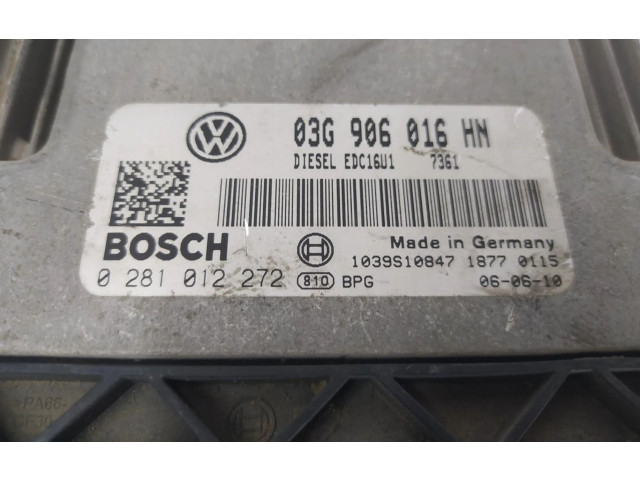 03G 906 016 HN
DIESEL EDC16U1 7361
BOSCH
Made in Germany
1039S10847 1877 0115
0 281 012 272 810 BPG 06-06-10
>PA66-